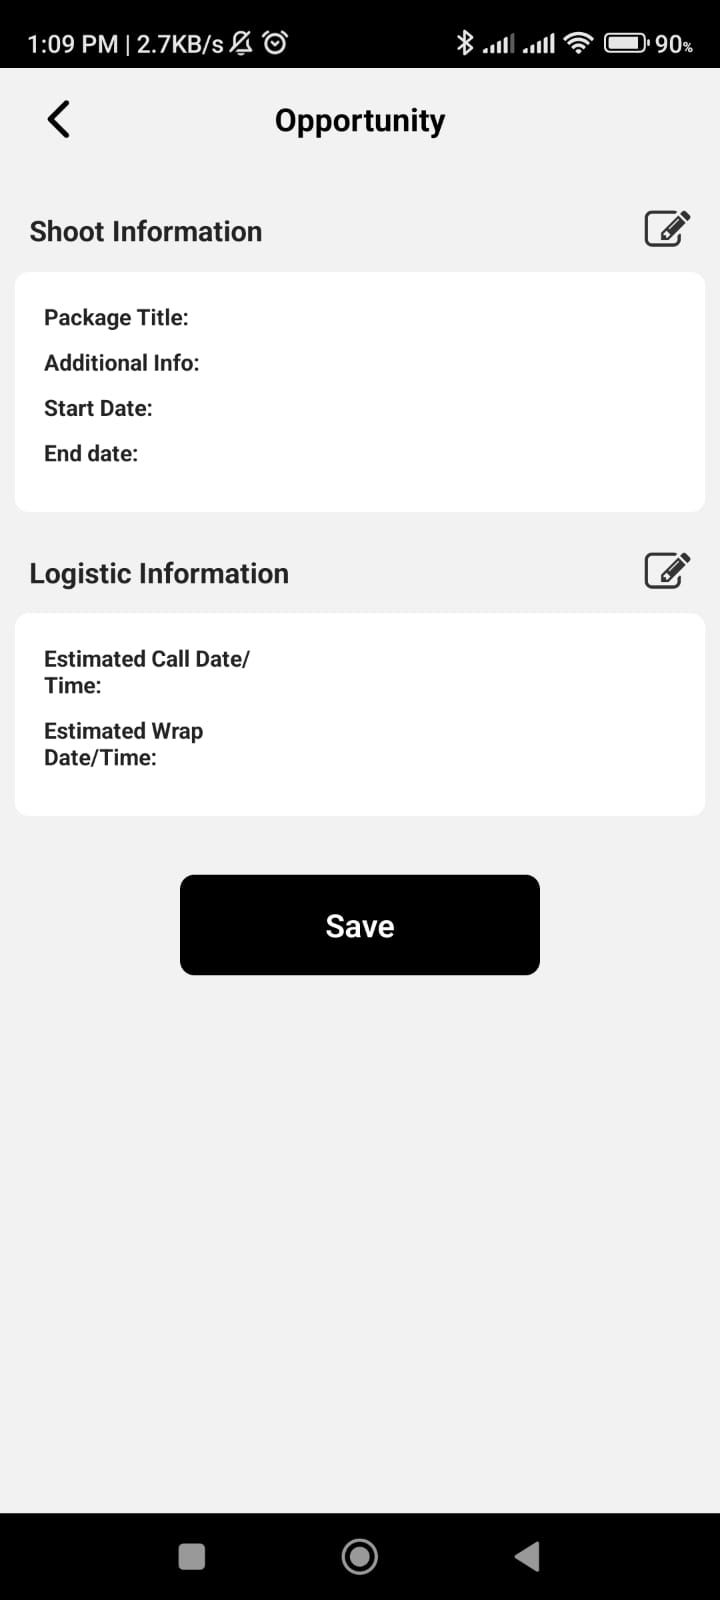 1:09 PM | 2.7KB/s 90%
Opportunity
Shoot Information
Package Title:
Additional Info:
Start Date:
End date:
Logistic Information
Estimated Call Date/
Time:
Estimated Wrap
Date/Time:
Save